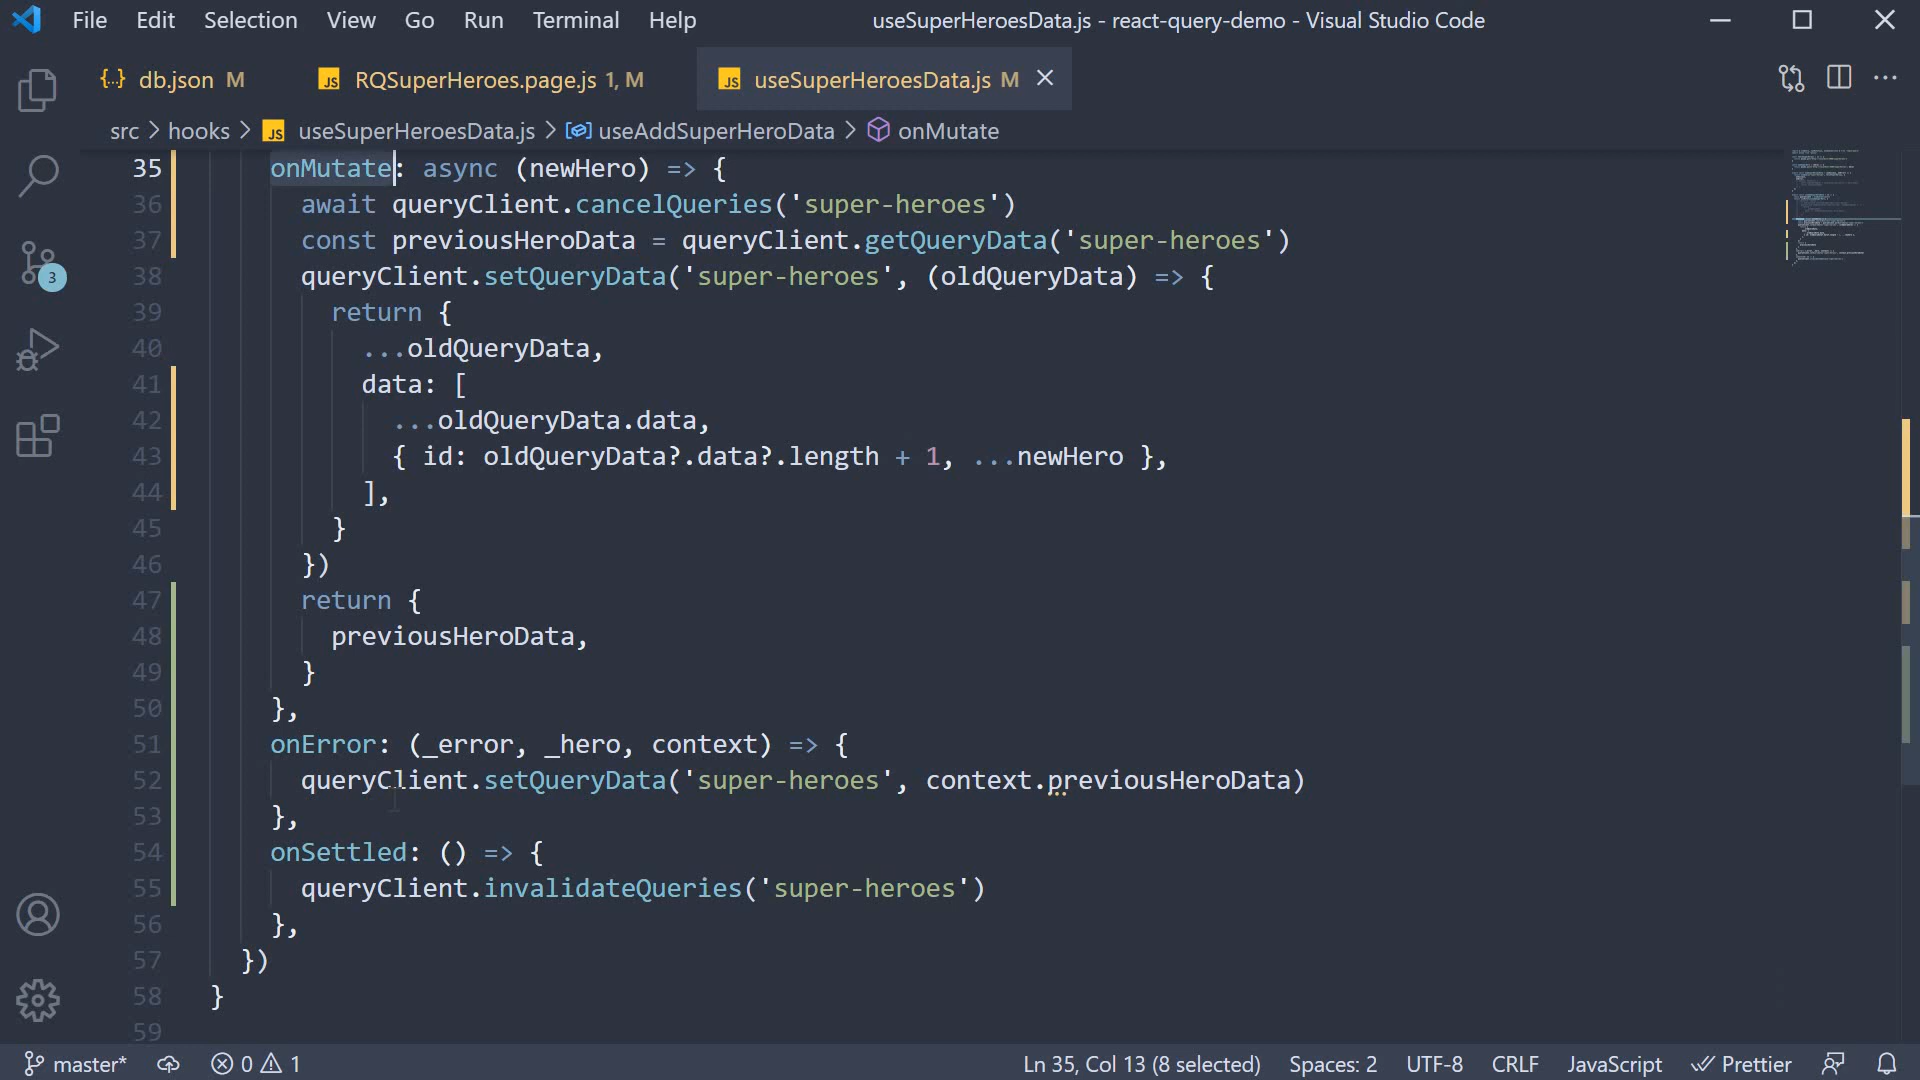 File Edit Selection View Go Run Terminal Help useSuperHeroesData.js - react-query-demo - Visual Studio Code
db.json M RQSuperHeroes.page.js 1, M useSuperHeroesData.js M
src > hooks > useSuperHeroesData.js > useAddSuperHeroData > onMutate
35 onMutate: async (newHero) => {
36 await queryClient.cancelQueries('super-heroes')
37 const previousHeroData = queryClient.getQueryData('super-heroes')
38 queryClient.setQueryData('super-heroes', (oldQueryData) => {
39 return {
40 ...oldQueryData,
41 data: [
42 ...oldQueryData.data,
43 { id: oldQueryData?.data?.length + 1, ...newHero },
44 ],
45 }
46 })
47 return {
48 previousHeroData,
49 }
50 },
51 onError: (_error, _hero, context) => {
52 queryClient.setQueryData('super-heroes', context.previousHeroData)
53 },
54 onSettled: () => {
55 queryClient.invalidateQueries('super-heroes')
56 },
57 })
58 }
59
3
master* 0 1 Ln 35, Col 13 (8 selected) Spaces: 2 UTF-8 CRLF JavaScript Prettier